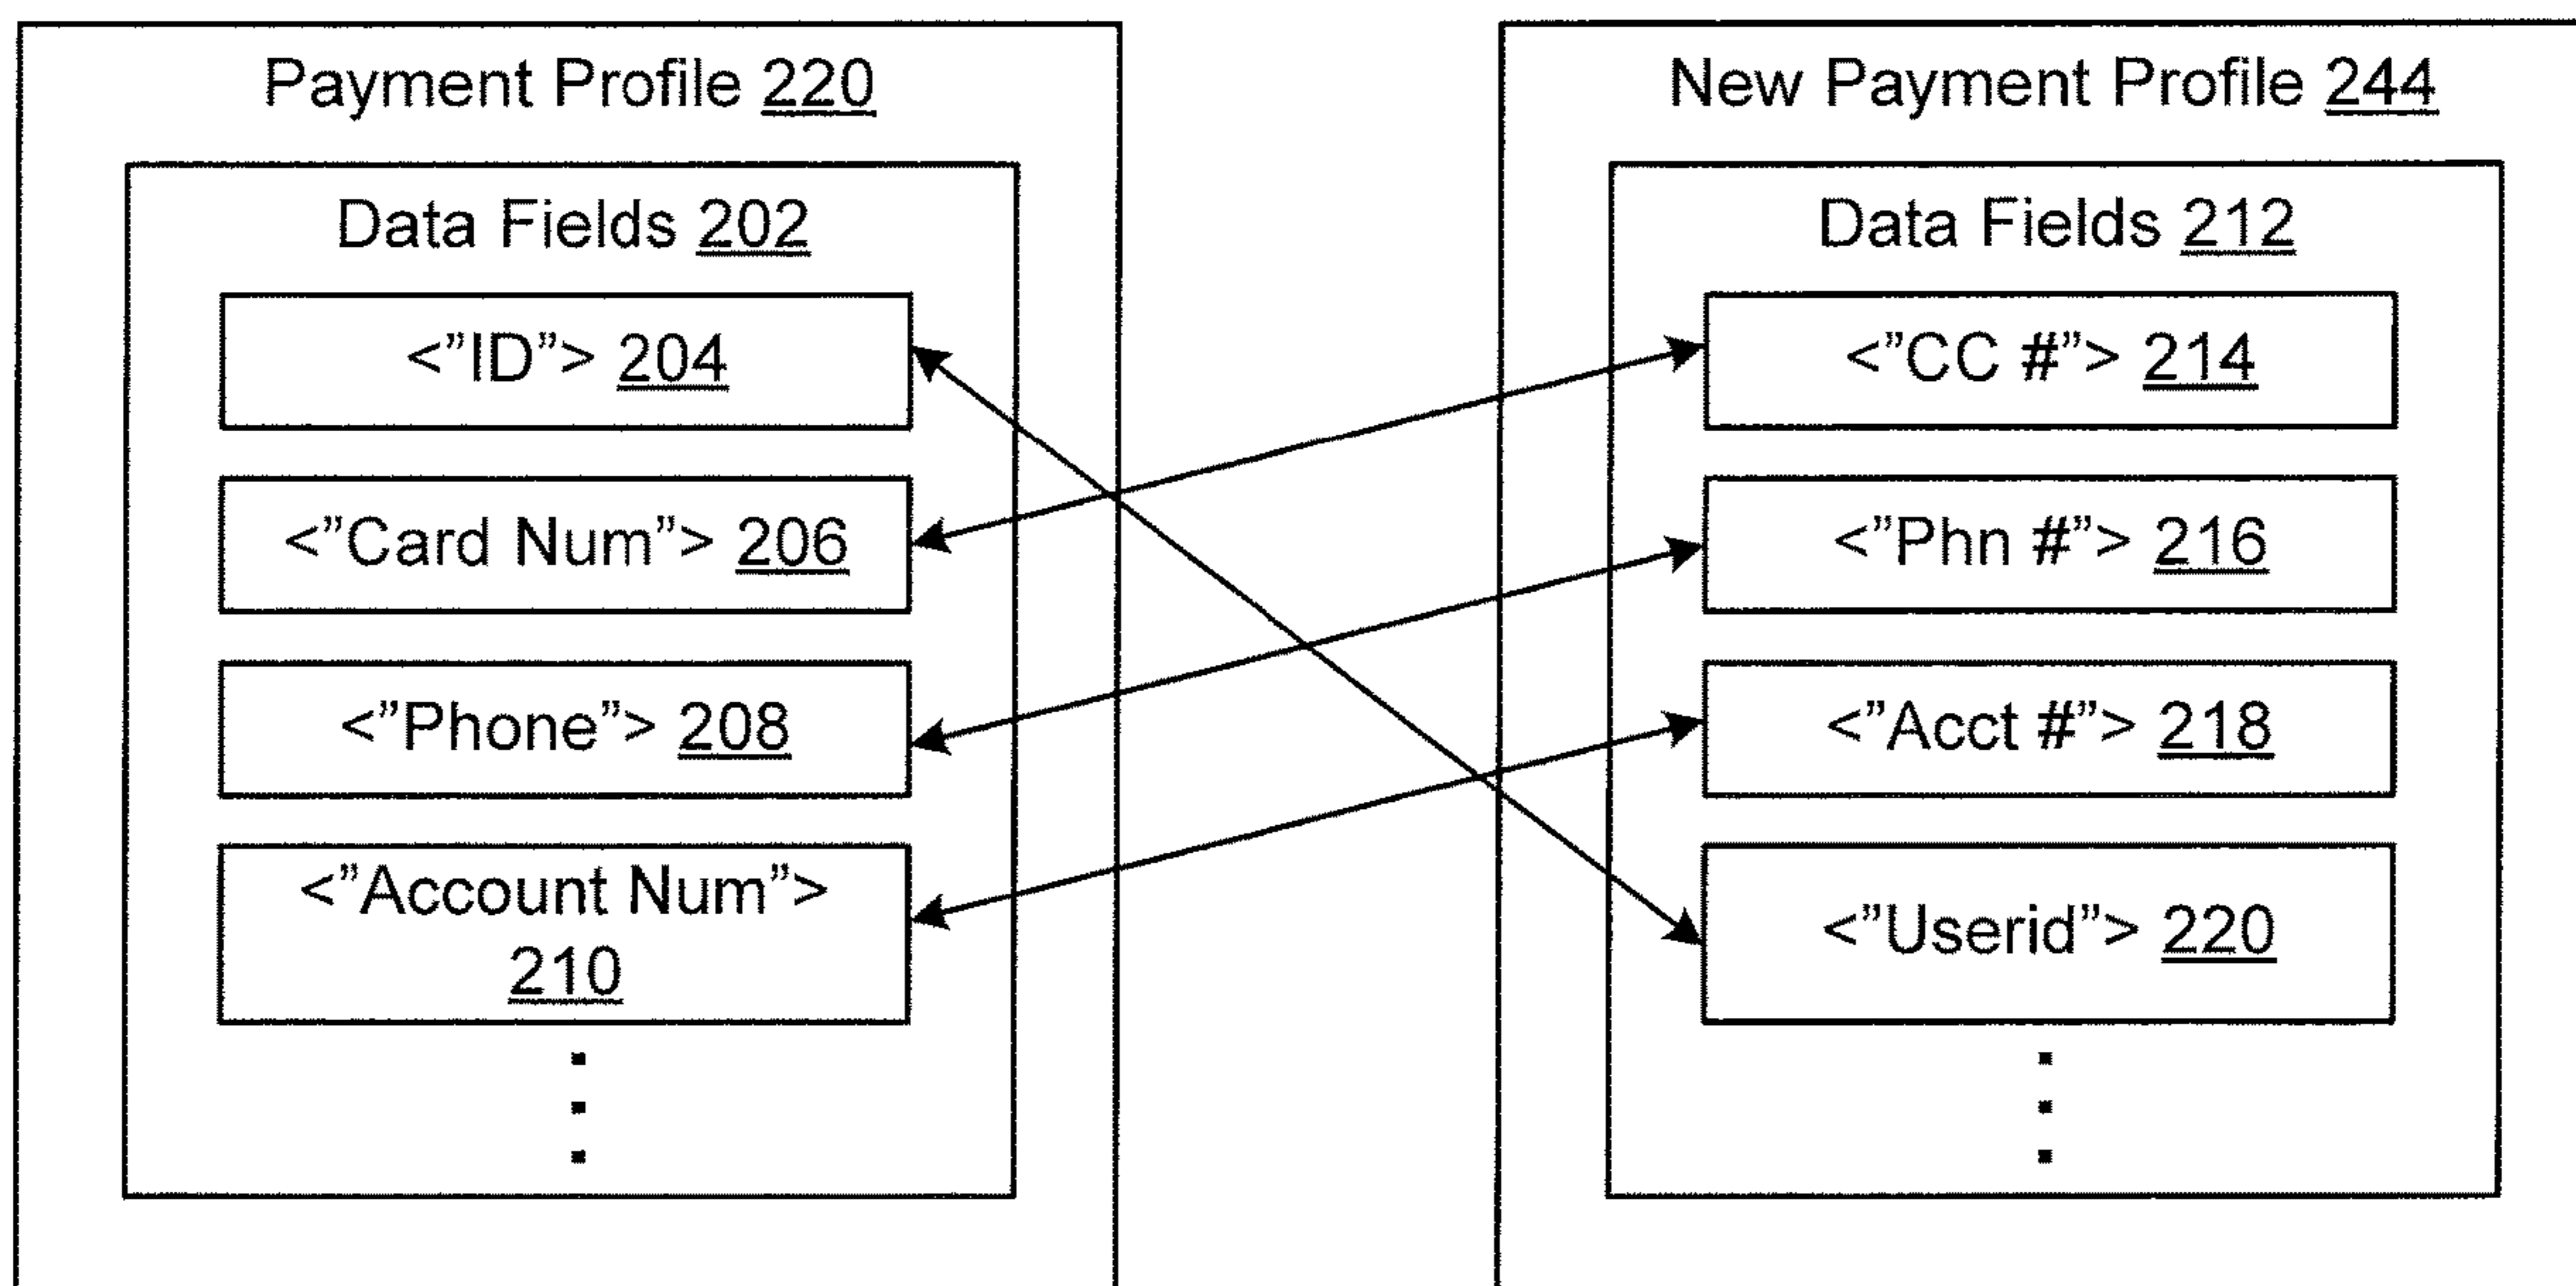 Payment Profile 220
Data Fields 202
<”ID”> 204
<”Card Num”> 206
<”Phone”> 208
<”Account Num”>
210
New Payment Profile 244
Data Fields 212
<”CC #”> 214
<”Phn #”> 216
<”Acct #”> 218
<”Userid”> 220